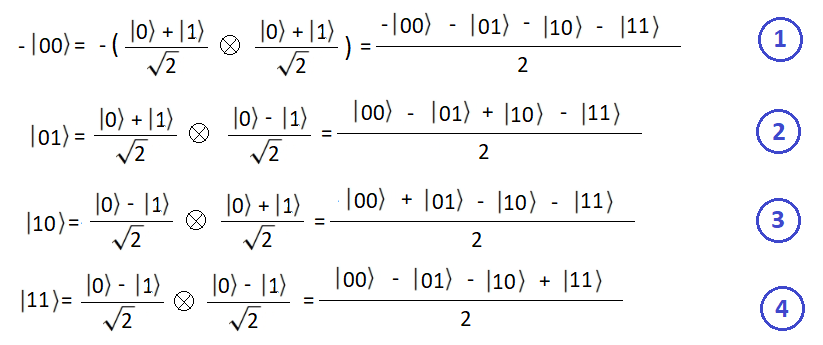 -|00⟩ = -( |0⟩ + |1⟩ / √2 ⊗ |0⟩ + |1⟩ / √2 ) = -|00⟩ - |01⟩ - |10⟩ - |11⟩ / 2 1
|01⟩ = |0⟩ + |1⟩ / √2 ⊗ |0⟩ - |1⟩ / √2 = |00⟩ - |01⟩ + |10⟩ - |11⟩ / 2 2
|10⟩ = |0⟩ - |1⟩ / √2 ⊗ |0⟩ + |1⟩ / √2 = |00⟩ + |01⟩ - |10⟩ - |11⟩ / 2 3
|11⟩ = |0⟩ - |1⟩ / √2 ⊗ |0⟩ - |1⟩ / √2 = |00⟩ - |01⟩ - |10⟩ + |11⟩ / 2 4